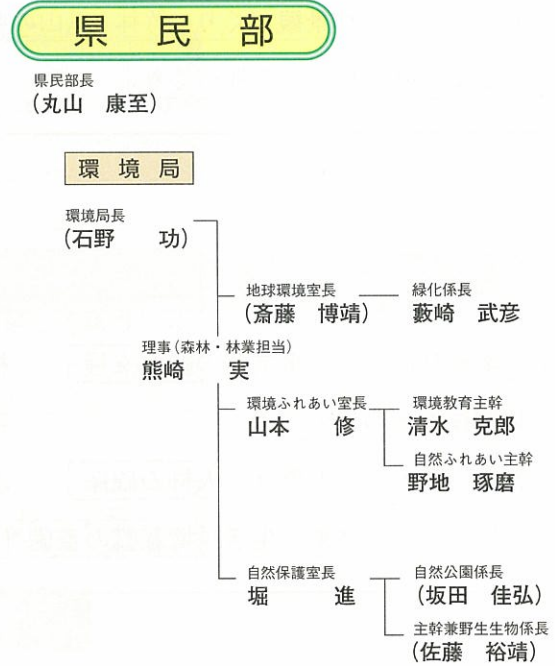 県民部
県民部長
(丸山 康至)
環境局
環境局長
(石野 功)
地球環境室長 緑化係長
(斎藤 博靖) 藪崎 武彦
理事(森林・林業担当)
熊崎 実
環境ふれあい室長 環境教育主幹
山本 修 清水 克郎
自然ふれあい主幹
野地 琢磨
自然保護室長 自然公園係長
堀 進 (坂田 佳弘)
主幹兼野生生物係長
(佐藤 裕靖)